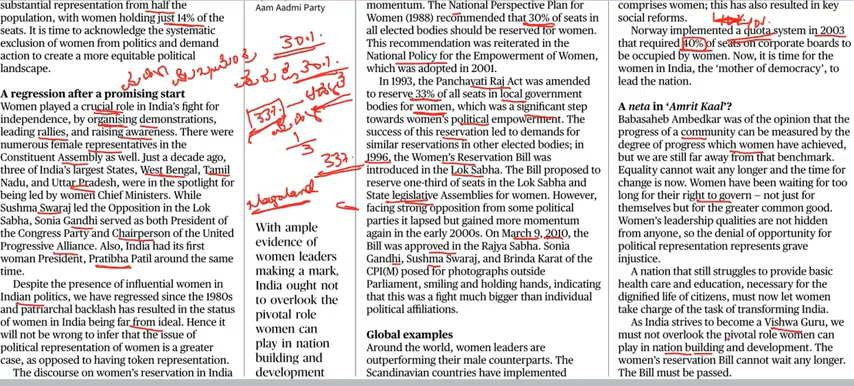 substantial representation from half the
population, with women holding just 14% of the
seats. It is time to acknowledge the systematic
exclusion of women from politics and demand
action to create a more equitable political
landscape.
A regression after a promising start
Women played a crucial role in India's fight for
independence, by organising demonstrations,
leading rallies, and raising awareness. There were
numerous female representatives in the
Constituent Assembly as well. Just a decade ago,
three of India's largest States, West Bengal, Tamil
Nadu, and Uttar Pradesh, were in the spotlight for
being led by women Chief Ministers. While
Sushma Swaraj led the Opposition in the Lok
Sabha, Sonia Gandhi served as both President of
the Congress Party and Chairperson of the United
Progressive Alliance. Also, India had its first
woman President, Pratibha Patil around the same
time.
Despite the presence of influential women in
Indian politics, we have regressed since the 1980s
and patriarchal backlash has resulted in the status
of women in India being far from ideal. Hence it
will not be wrong to infer that the issue of
political representation of women is a greater
case, as opposed to having token representation.
The discourse on women's reservation in India
Aam Aadmi Party
30%
30%
33%
1/3
33%
Nagaland
With ample
evidence of
women leaders
making a mark,
India ought not
to overlook the
pivotal role
women can
play in nation
building and
development
momentum. The National Perspective Plan for
Women (1988) recommended that 30% of seats in
all elected bodies should be reserved for women.
This recommendation was reiterated in the
National Policy for the Empowerment of Women,
which was adopted in 2001.
In 1993, the Panchayati Raj Act was amended
to reserve 33% of all seats in local government
bodies for women, which was a significant step
towards women's political empowerment. The
success of this reservation led to demands for
similar reservations in other elected bodies; in
1996, the Women's Reservation Bill was
introduced in the Lok Sabha. The Bill proposed to
reserve one-third of seats in the Lok Sabha and
State legislative Assemblies for women. However,
facing strong opposition from some political
parties it lapsed but gained more momentum
again in the early 2000s. On March 9, 2010, the
Bill was approved in the Rajya Sabha. Sonia
Gandhi, Sushma Swaraj, and Brinda Karat of the
CPI(M) posed for photographs outside
Parliament, smiling and holding hands, indicating
that this was a fight much bigger than individual
political affiliations.
Global examples
Around the world, women leaders are
outperforming their male counterparts. The
Scandinavian countries have implemented
comprises women; this has also resulted in key
social reforms.
Norway implemented a quota system in 2003
that required 40% of seats on corporate boards to
be occupied by women. Now, it is time for the
women in India, the 'mother of democracy', to
lead the nation.
A neta in 'Amrit Kaal'?
Babasaheb Ambedkar was of the opinion that the
progress of a community can be measured by the
degree of progress which women have achieved,
but we are still far away from that benchmark.
Equality cannot wait any longer and the time for
change is now. Women have been waiting for too
long for their right to govern – not just for
themselves but for the greater common good.
Women's leadership qualities are not hidden
from anyone, so the denial of opportunity for
political representation represents grave
injustice.
A nation that still struggles to provide basic
health care and education, necessary for the
dignified life of citizens, must now let women
take charge of the task of transforming India.
As India strives to become a Vishwa Guru, we
must not overlook the pivotal role women can
play in nation building and development. The
women's reservation Bill cannot wait any longer.
The Bill must be passed.